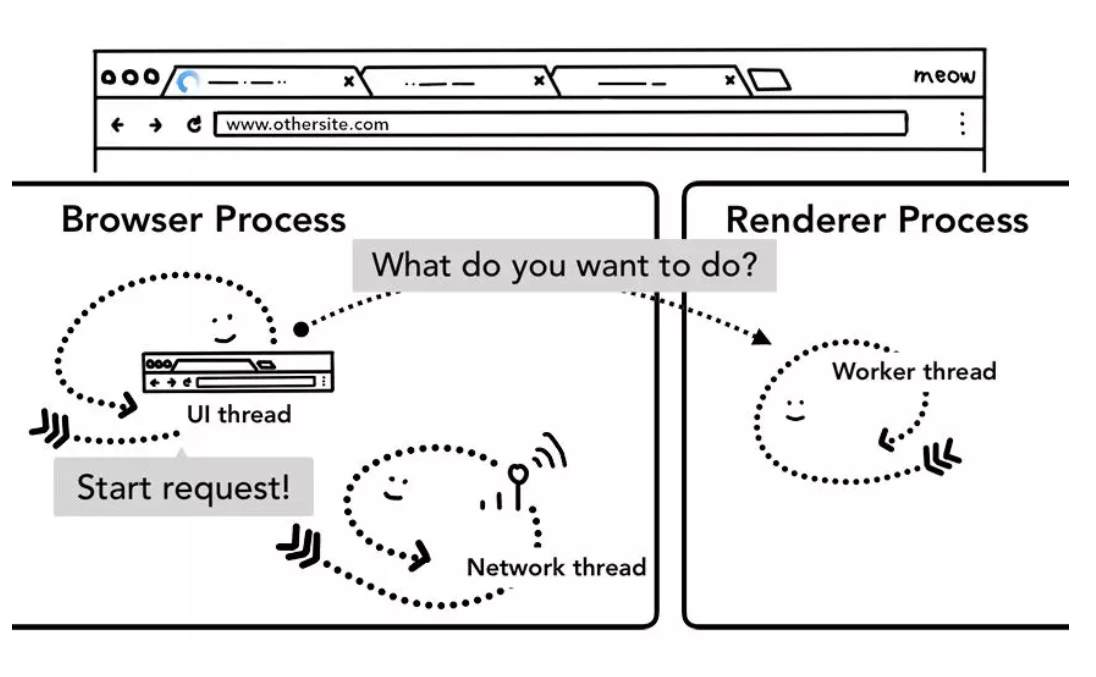 meow
www.othersite.com
Browser Process
Renderer Process
What do you want to do?
Worker thread
UI thread
Start request!
Network thread